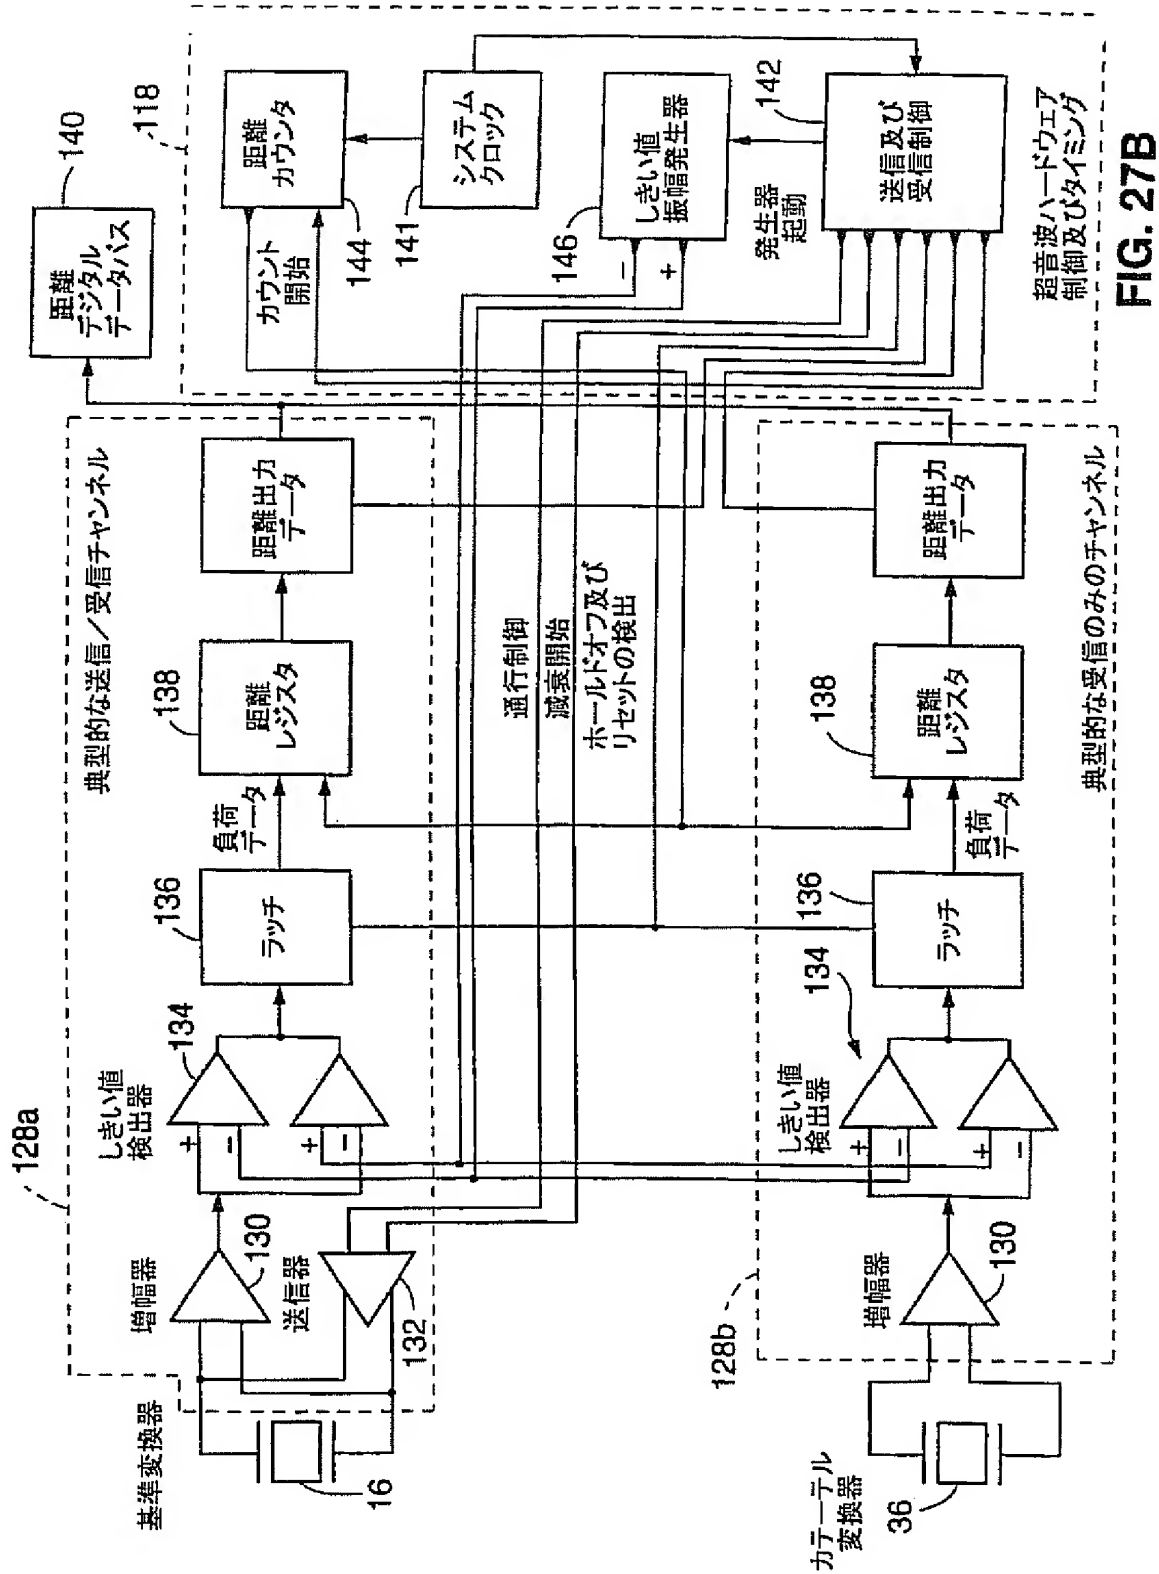 128a
典型的な送信/受信チャンネル
基準変換器
16
増幅器
130
送信器
132
しきい値
検出器
134
+
−
+
−
136
ラッチ
負荷
データ
138
距離
レジスタ
距離出力
データ
距離
デジタル
データバス
140
通行制御
減衰開始
ホールドオフ及び
リセットの検出
118
距離
カウンタ
144
カウント
開始
システム
クロック
141
しきい値
振幅発生器
146
−
+
発生器
起動
送信及び
受信制御
142
超音波ハードウェア
制御及びタイミング
128b
カテーテル
変換器
36
増幅器
130
しきい値
検出器
134
+
−
+
−
136
ラッチ
負荷
データ
138
距離
レジスタ
距離出力
データ
典型的な受信のみのチャンネル
FIG. 27B